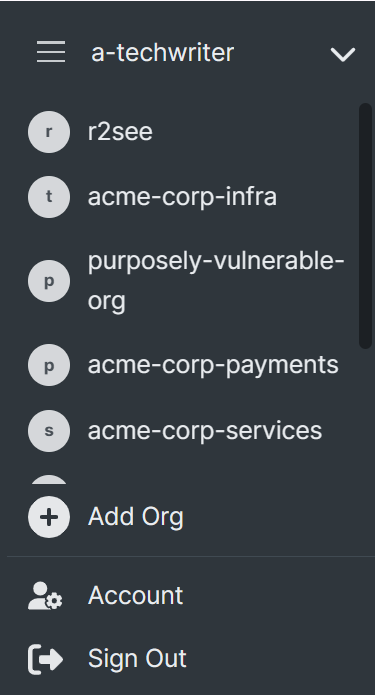 a-techwriter
r r2see
t acme-corp-infra
p purposely-vulnerable-
org
p acme-corp-payments
s acme-corp-services
Add Org
Account
Sign Out